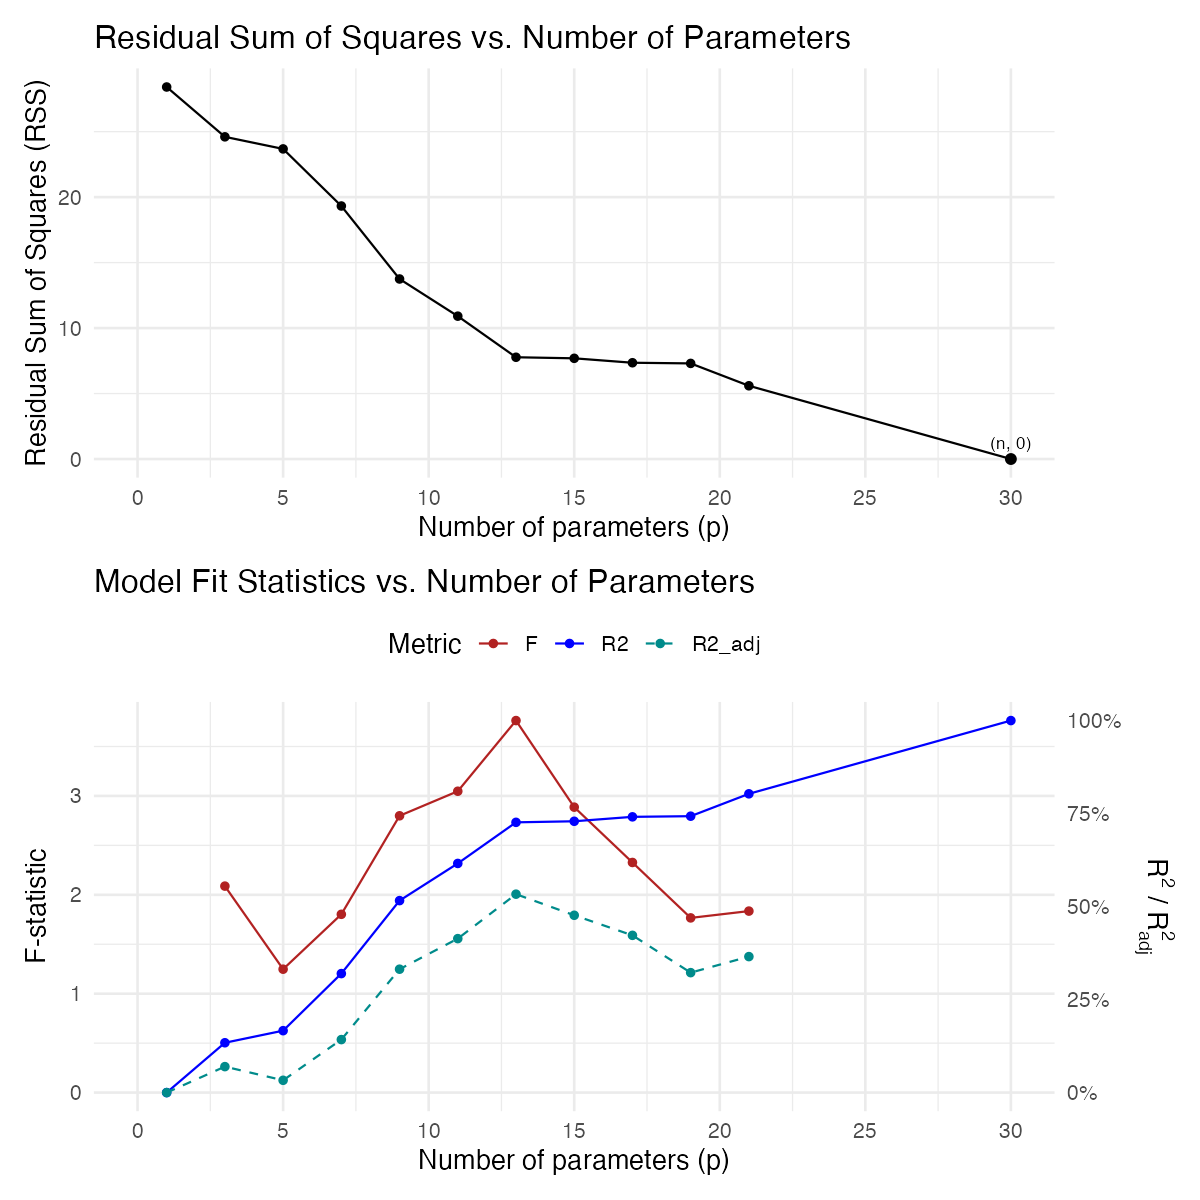 Residual Sum of Squares vs. Number of Parameters
Residual Sum of Squares (RSS)
20
10
0
(n, 0)
0 5 10 15 20 25 30
Number of parameters (p)
Model Fit Statistics vs. Number of Parameters
Metric F R2 R2_adj
F-statistic
3
2
1
0
100%
75%
50%
25%
0%
R² / R²adj
0 5 10 15 20 25 30
Number of parameters (p)